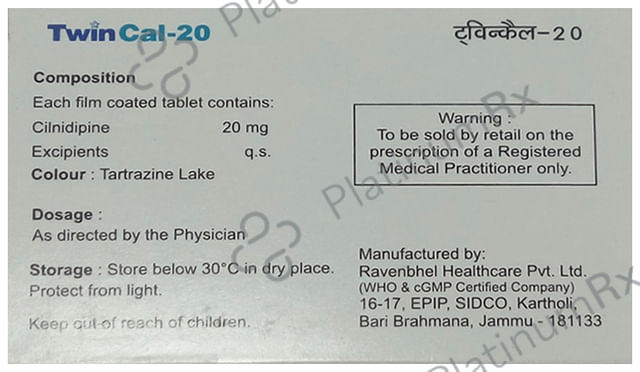 TwinCal-20
ट्विन्कैल-20
Composition
Each film coated tablet contains:
Cilnidipine 20 mg
Excipients q.s.
Colour : Tartrazine Lake
Warning :
To be sold by retail on the
prescription of a Registered
Medical Practitioner only.
Dosage :
As directed by the Physician
Storage : Store below 30°C in dry place.
Protect from light.
Keep out of reach of children.
Manufactured by:
Ravenbhel Healthcare Pvt. Ltd.
(WHO & cGMP Certified Company)
16-17, EPIP, SIDCO, Kartholi,
Bari Brahmana, Jammu - 181133
PlatinumRx
PlatinumRx